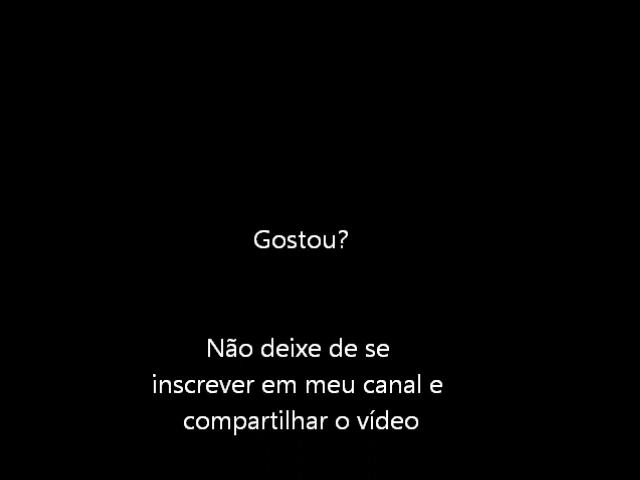 Gostou?
Não deixe de se
inscrever em meu canal e
compartilhar o vídeo